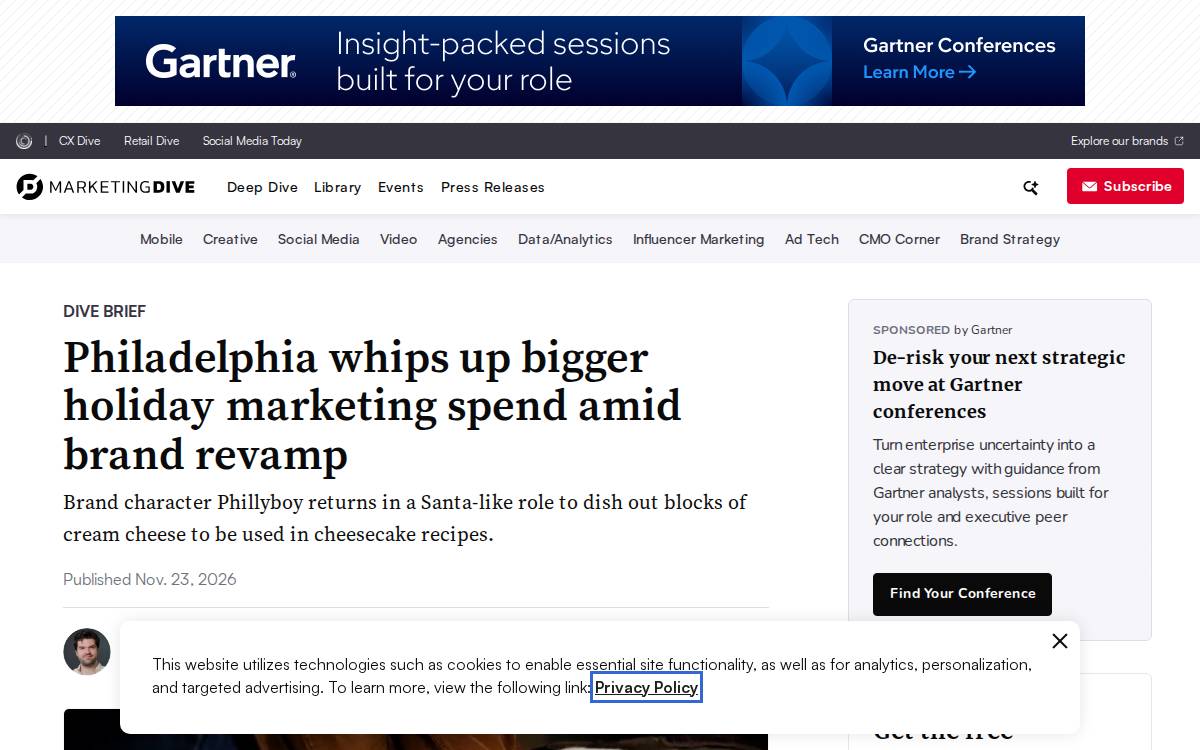 Gartner®
Insight-packed sessions
built for your role
Gartner Conferences
Learn More
| CX Dive Retail Dive Social Media Today Explore our brands
MARKETINGDIVE Deep Dive Library Events Press Releases Subscribe
Mobile Creative Social Media Video Agencies Data/Analytics Influencer Marketing Ad Tech CMO Corner Brand Strategy
DIVE BRIEF
Philadelphia whips up bigger
holiday marketing spend amid
brand revamp
Brand character Phillyboy returns in a Santa-like role to dish out blocks of
cream cheese to be used in cheesecake recipes.
Published Nov. 23, 2026
SPONSORED by Gartner
De-risk your next strategic
move at Gartner
conferences
Turn enterprise uncertainty into a
clear strategy with guidance from
Gartner analysts, sessions built for
your role and executive peer
connections.
Find Your Conference
This website utilizes technologies such as cookies to enable essential site functionality, as well as for analytics, personalization,
and targeted advertising. To learn more, view the following link: Privacy Policy
Get the free